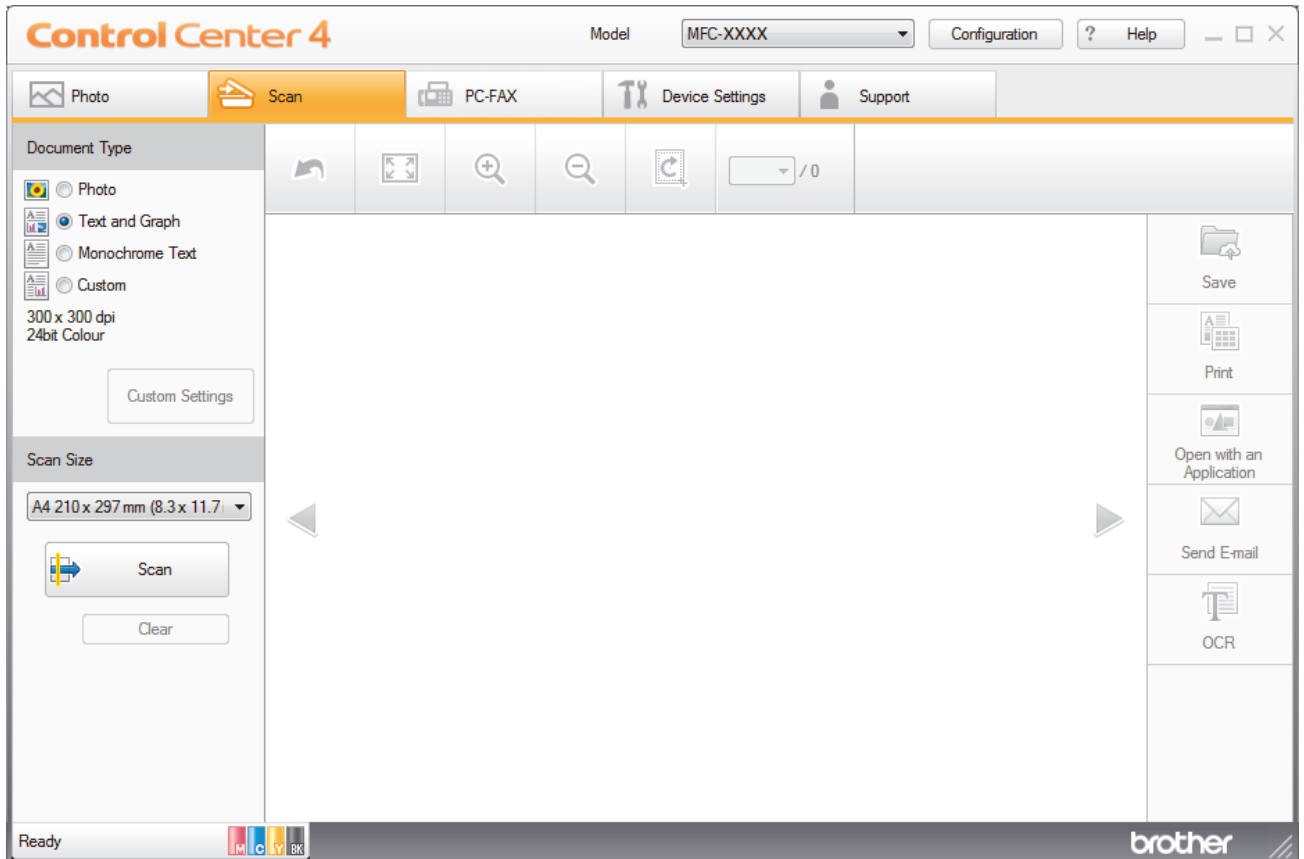 Control Center 4
Model
MFC-XXXX
Configuration
? Help
Photo
Scan
PC-FAX
Device Settings
Support
Document Type
Photo
Text and Graph
Monochrome Text
Custom
300 x 300 dpi
24bit Colour
Custom Settings
Scan Size
A4 210 x 297 mm (8.3 x 11.7
Scan
Clear
/ 0
Save
Print
Open with an
Application
Send E-mail
OCR
Ready
M C Y BK
brother